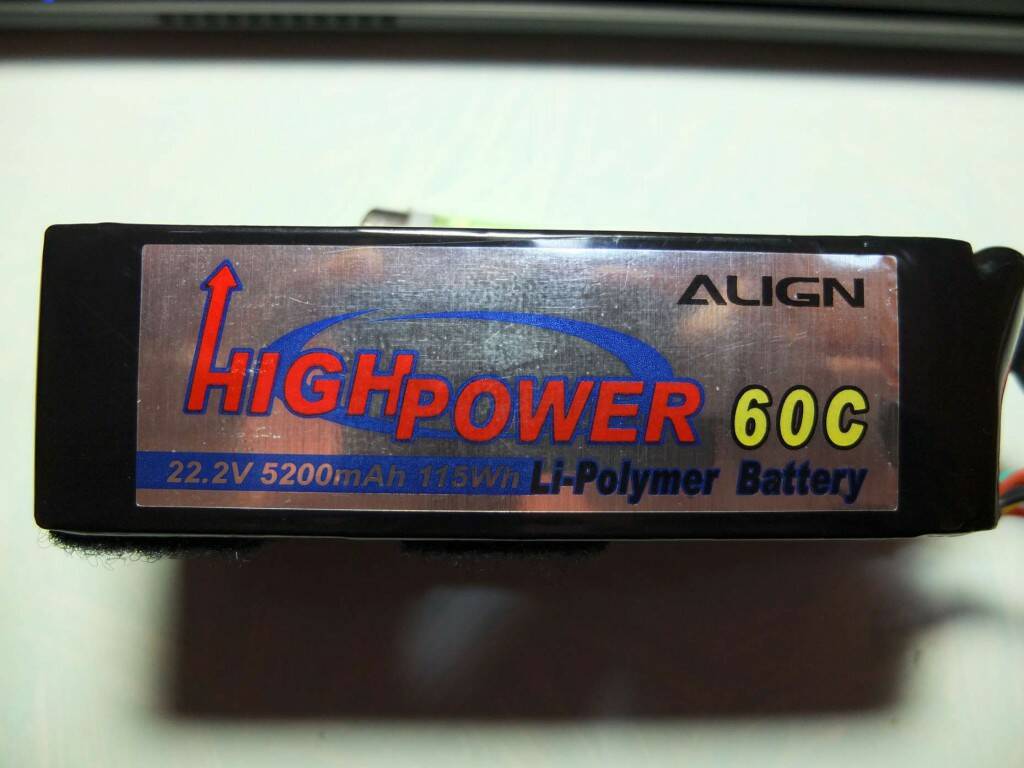 ALIGN
HIGHPOWER 60C
22.2V 5200mAh 115Wh Li-Polymer Battery